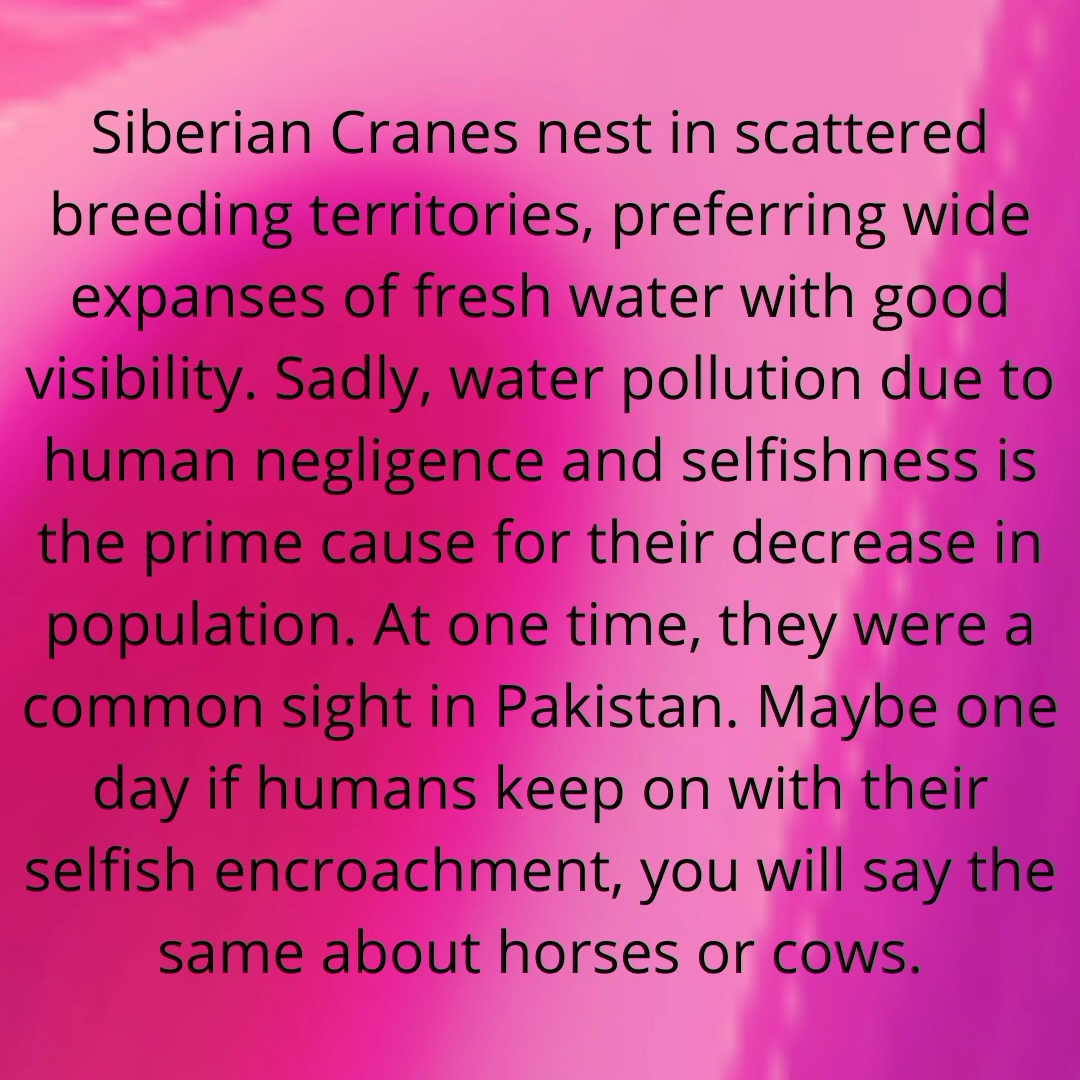 Siberian Cranes nest in scattered
breeding territories, preferring wide
expanses of fresh water with good
visibility. Sadly, water pollution due to
human negligence and selfishness is
the prime cause for their decrease in
population. At one time, they were a
common sight in Pakistan. Maybe one
day if humans keep on with their
selfish encroachment, you will say the
same about horses or cows.